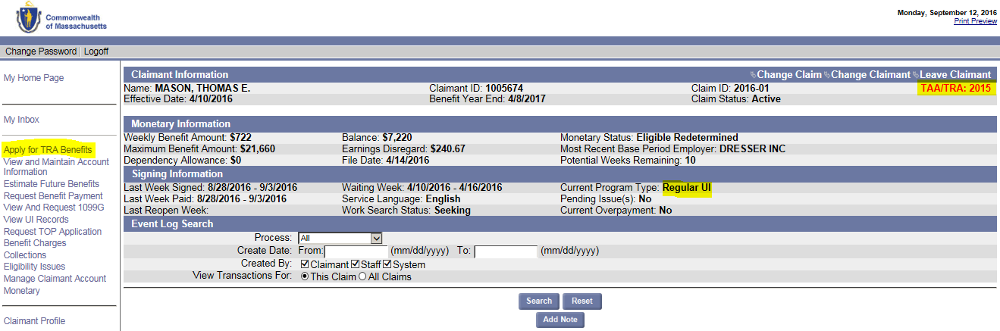 Commonwealth
of Massachusetts
Monday, September 12, 2016
Print Preview
Change Password | Logoff
My Home Page
My Inbox
Apply for TRA Benefits
View and Maintain Account
Information
Estimate Future Benefits
Request Benefit Payment
View And Request 1099G
View UI Records
Request TOP Application
Benefit Charges
Collections
Eligibility Issues
Manage Claimant Account
Monetary
Claimant Profile
Claimant Information Change Claim Change Claimant Leave Claimant
Name: MASON, THOMAS E. Claimant ID: 1005674 Claim ID: 2016-01 TAA/TRA: 2015
Effective Date: 4/10/2016 Benefit Year End: 4/8/2017 Claim Status: Active
Monetary Information
Weekly Benefit Amount: $722 Balance: $7,220 Monetary Status: Eligible Redetermined
Maximum Benefit Amount: $21,660 Earnings Disregard: $240.67 Most Recent Base Period Employer: DRESSER INC
Dependency Allowance: $0 File Date: 4/14/2016 Potential Weeks Remaining: 10
Signing Information
Last Week Signed: 8/28/2016 - 9/3/2016 Waiting Week: 4/10/2016 - 4/16/2016 Current Program Type: Regular UI
Last Week Paid: 8/28/2016 - 9/3/2016 Service Language: English Pending Issue(s): No
Last Reopen Week: Work Search Status: Seeking Current Overpayment: No
Event Log Search
Process: All
Create Date: From: (mm/dd/yyyy) To: (mm/dd/yyyy)
Created By: Claimant Staff System
View Transactions For: This Claim All Claims
Search Reset
Add Note